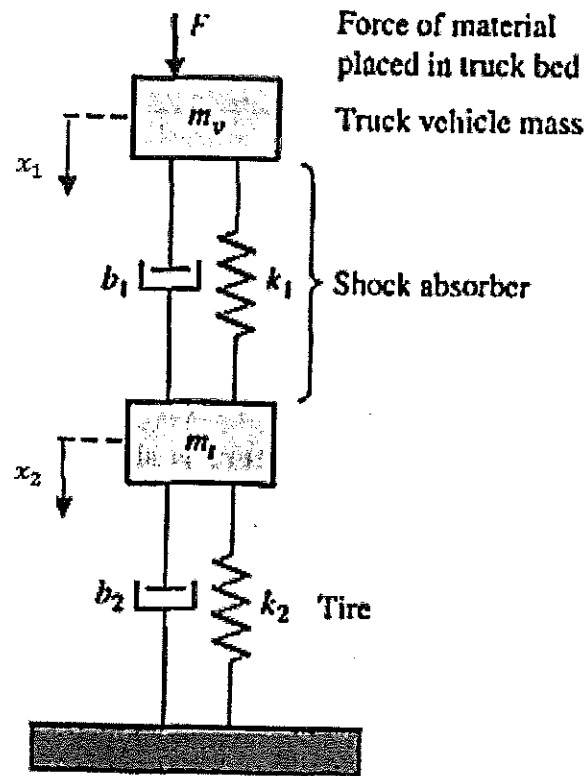 F
Force of material
placed in truck bed
m_v
Truck vehicle mass
x_1
b_1
k_1
Shock absorber
m_t
x_2
b_2
k_2
Tire